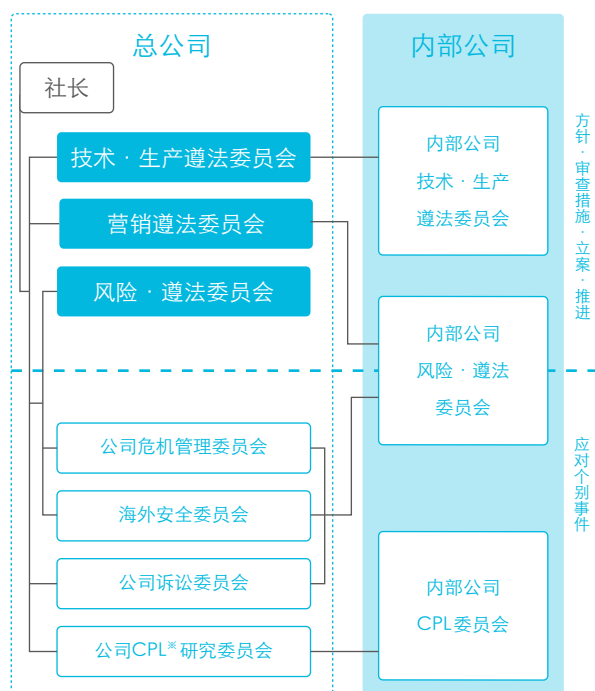 总公司
社长
技术·生产遵法委员会
营销遵法委员会
风险·遵法委员会
公司危机管理委员会
海外安全委员会
公司诉讼委员会
公司CPL※研究委员会
内部公司
内部公司
技术·生产
遵法委员会
内部公司
风险·遵法
委员会
内部公司
CPL委员会
方针·审查措施·立案·推进
应对个别事件